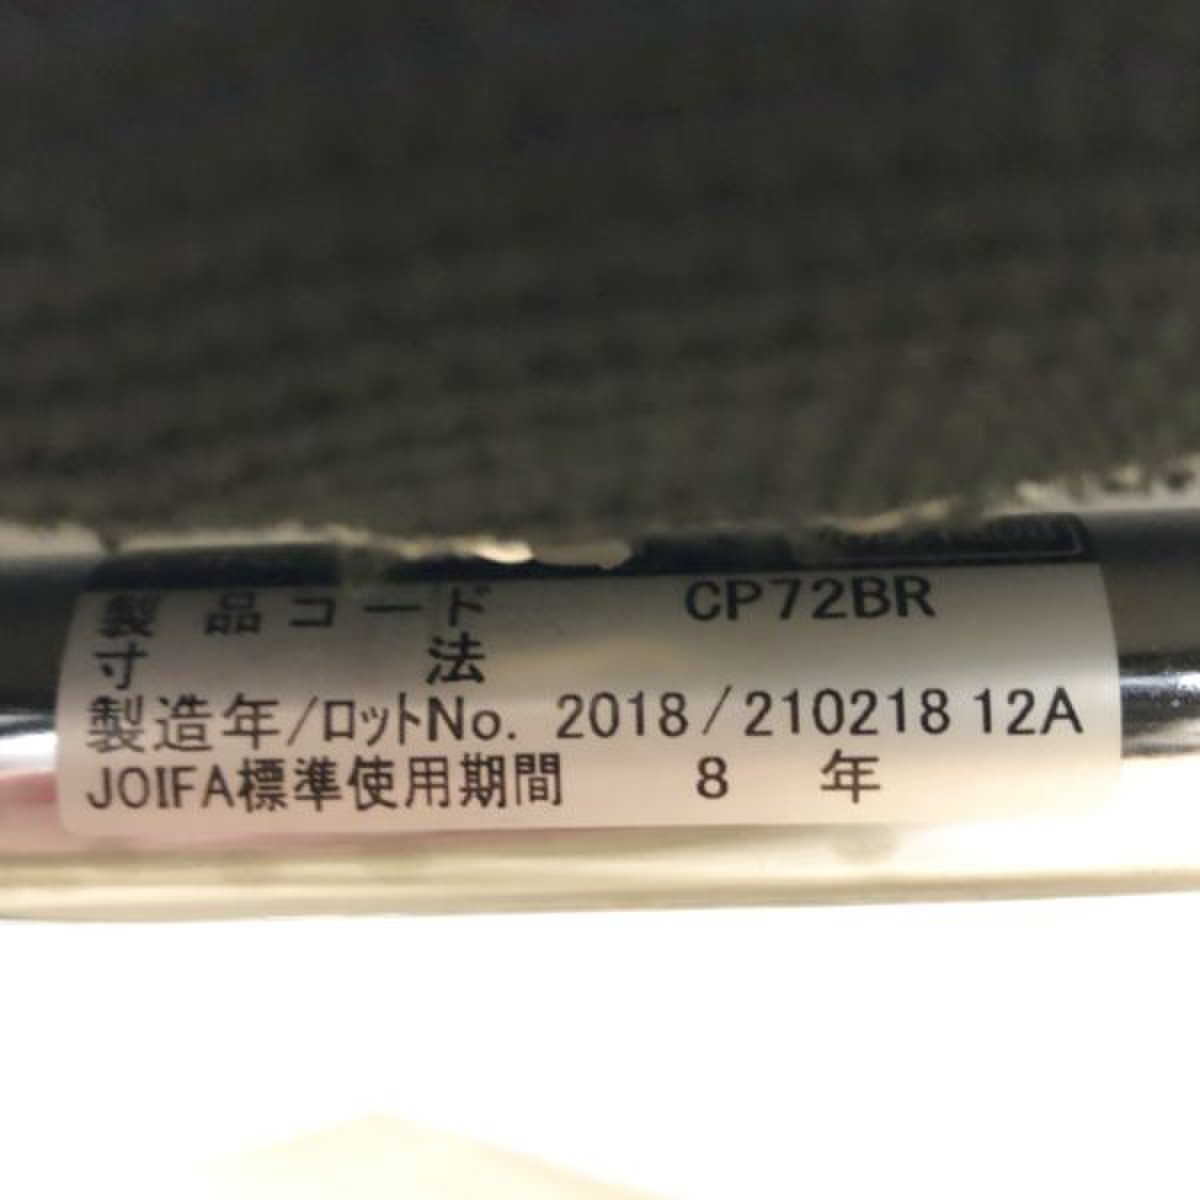 製品コード CP72BR
寸法
製造年/ロットNo. 2018/210218 12A
JOIFA標準使用期間 8 年